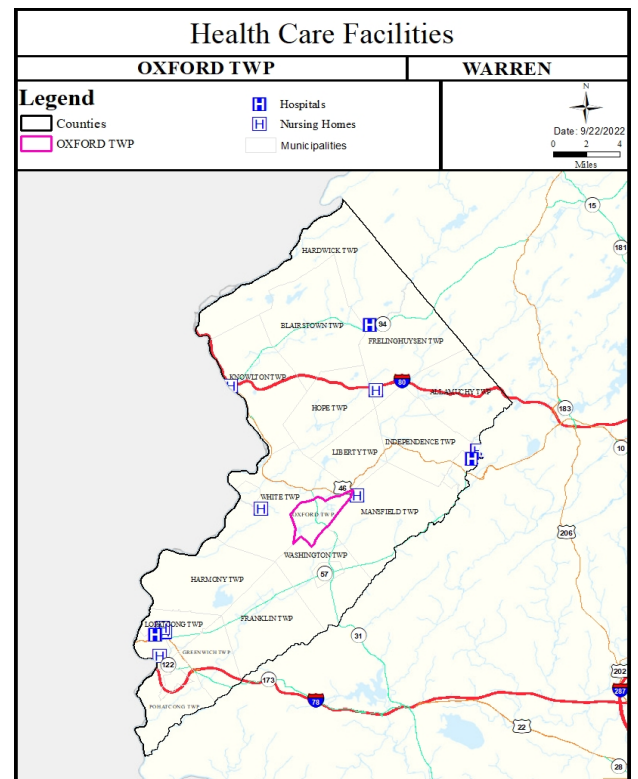 Health Care Facilities
OXFORD TWP
WARREN
Legend
Counties
OXFORD TWP
H Hospitals
H Nursing Homes
Municipalities
N
Date: 9/22/2022
0 2 4
Miles
15
181
HARDWICK TWP
BLAIRSTOWN TWP
H
94
FRELINGHUYSEN TWP
KNOWLTON TWP
H
H
80
ALLAMUCHY TWP
HOPE TWP
183
INDEPENDENCE TWP
10
LIBERTY TWP
H
46
H
WHITE TWP
H
OXFORD TWP
MANSFIELD TWP
206
WASHINGTON TWP
57
HARMONY TWP
FRANKLIN TWP
LOPATCONG TWP
H
31
H
GREENWICH TWP
122
202
173
287
78
POHATCONG TWP
22
28